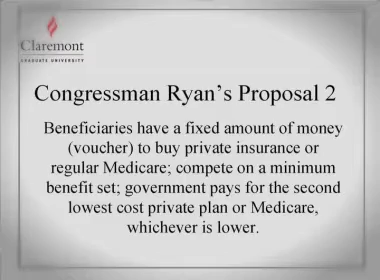 Claremont
GRADUATE UNIVERSITY
Congressman Ryan's Proposal 2
Beneficiaries have a fixed amount of money
(voucher) to buy private insurance or
regular Medicare; compete on a minimum
benefit set; government pays for the second
lowest cost private plan or Medicare,
whichever is lower.